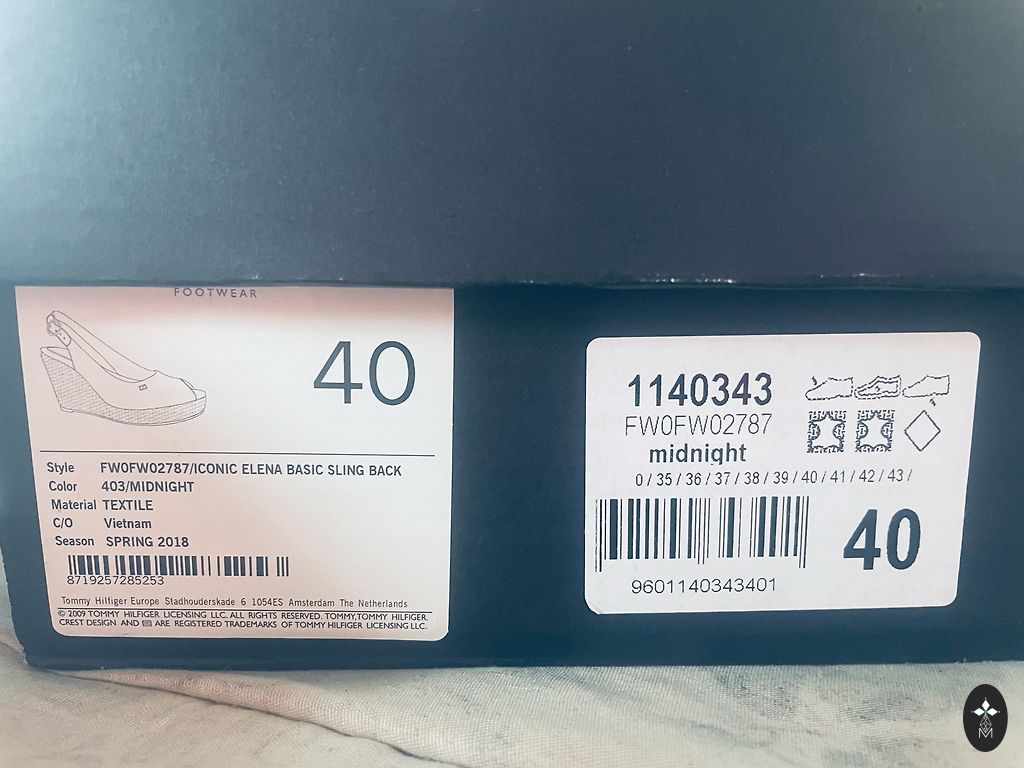 FOOTWEAR
40
Style FW0FW02787/ICONIC ELENA BASIC SLING BACK
Color 403/MIDNIGHT
Material TEXTILE
C/O Vietnam
Season SPRING 2018
8719257285253
Tommy Hilfiger Europe Stadhouderskade 6 1054ES Amsterdam The Netherlands
© 2009 TOMMY HILFIGER LICENSING LLC. ALL RIGHTS RESERVED. TOMMY,TOMMY HILFIGER.
CREST DESIGN AND ARE REGISTERED TRADEMARKS OF TOMMY HILFIGER LICENSING LLC.
1140343
FW0FW02787
midnight
0/35/36/37/38/39/40/41/42/43/
40
9601140343401
M